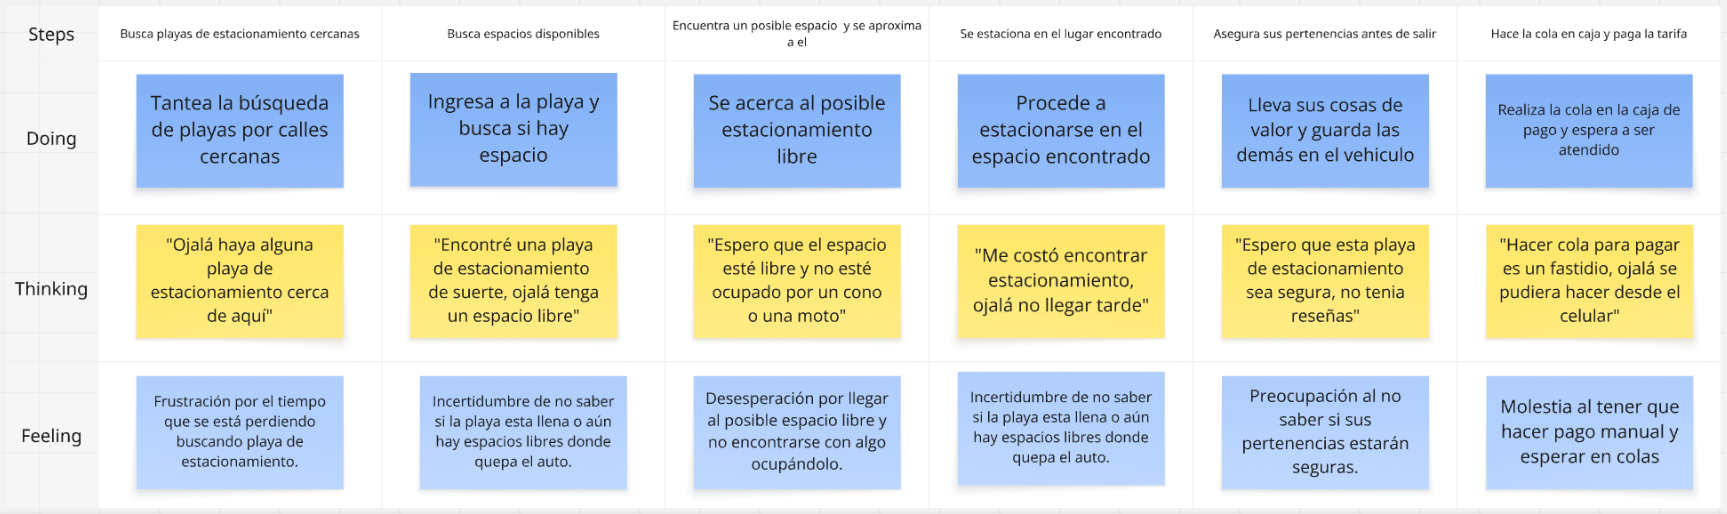 Steps
Busca playas de estacionamiento cercanas
Busca espacios disponibles
Encuentra un posible espacio y se aproxima
a el
Se estaciona en el lugar encontrado
Asegura sus pertenencias antes de salir
Hace la cola en caja y paga la tarifa
Doing
Tantea la búsqueda
de playas por calles
cercanas
Ingresa a la playa y
busca si hay
espacio
Se acerca al posible
estacionamiento
libre
Procede a
estacionarse en el
espacio encontrado
Lleva sus cosas de
valor y guarda las
demás en el vehiculo
Realiza la cola en la caja de
pago y espera a ser
atendido
Thinking
"Ojalá haya alguna
playa de
estacionamiento cerca
de aquí"
"Encontré una playa
de estacionamiento
de suerte, ojalá tenga
un espacio libre"
"Espero que el espacio
esté libre y no esté
ocupado por un cono
o una moto"
"Me costó encontrar
estacionamiento,
ojalá no llegar tarde"
"Espero que esta playa
de estacionamiento
sea segura, no tenia
reseñas"
"Hacer cola para pagar
es un fastidio, ojalá se
pudiera hacer desde el
celular"
Feeling
Frustración por el tiempo
que se está perdiendo
buscando playa de
estacionamiento.
Incertidumbre de no saber
si la playa esta llena o aún
hay espacios libres donde
quepa el auto.
Desesperación por llegar
al posible espacio libre y
no encontrarse con algo
ocupándolo.
Incertidumbre de no saber
si la playa esta llena o aún
hay espacios libres donde
quepa el auto.
Preocupación al no
saber si sus
pertenencias estarán
seguras.
Molestia al tener que
hacer pago manual y
esperar en colas